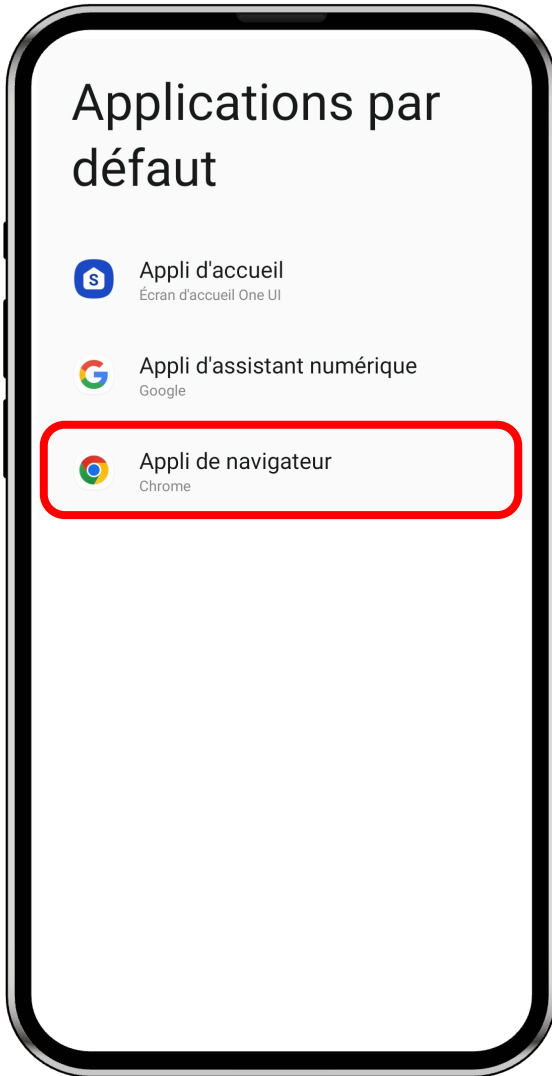 Applications par
défaut
S
Appli d'accueil
Écran d'accueil One UI
G
Appli d'assistant numérique
Google
Appli de navigateur
Chrome